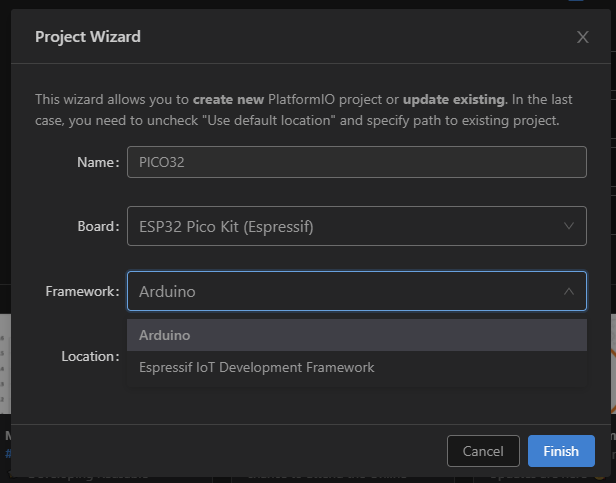 Project Wizard
This wizard allows you to create new PlatformIO project or update existing. In the last
case, you need to uncheck "Use default location" and specify path to existing project.
Name:
PICO32
Board:
ESP32 Pico Kit (Espressif)
Framework:
Arduino
Arduino
Location:
Espressif IoT Development Framework
Cancel
Finish